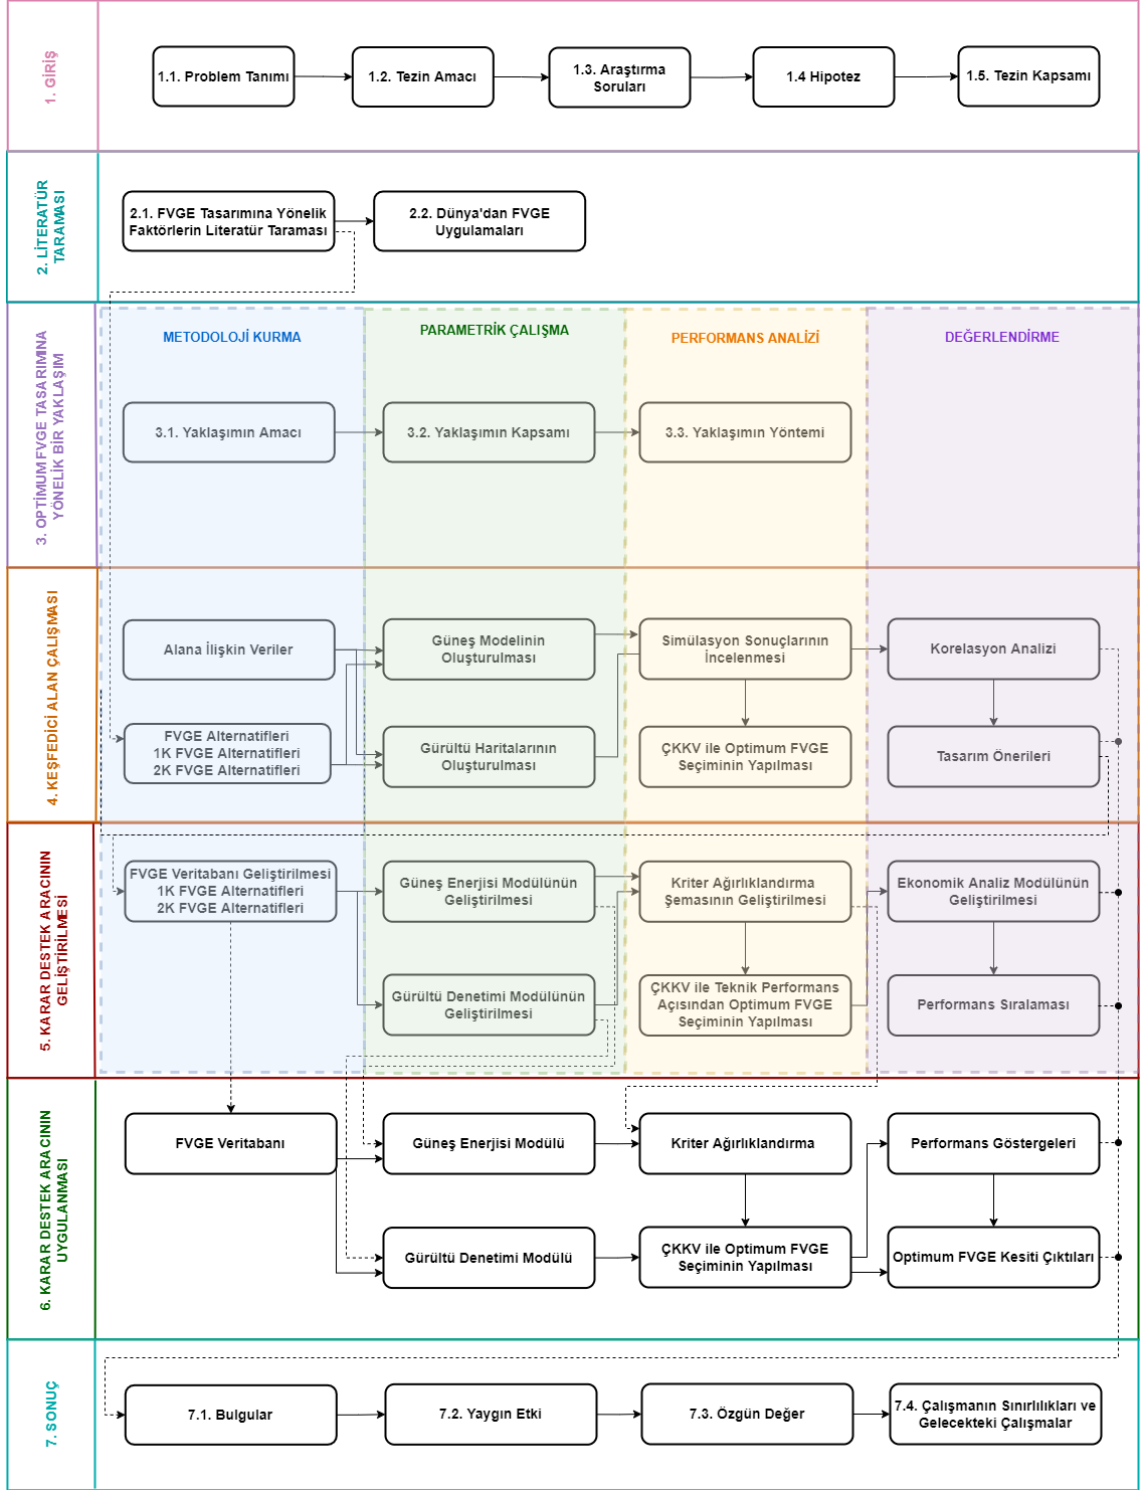 1. GİRİŞ
1.1. Problem Tanımı
1.2. Tezin Amacı
1.3. Araştırma
Soruları
1.4 Hipotez
1.5. Tezin Kapsamı
2. LİTERATÜR
TARAMASI
2.1. FVGE Tasarımına Yönelik
Faktörlerin Literatür Taraması
2.2. Dünya'dan FVGE
Uygulamaları
3. OPTİMUM FVGE TASARIMINA
YÖNELİK BİR YAKLAŞIM
METODOLOJİ KURMA
PARAMETRİK ÇALIŞMA
PERFORMANS ANALİZİ
DEĞERLENDİRME
3.1. Yaklaşımın Amacı
3.2. Yaklaşımın Kapsamı
3.3. Yaklaşımın Yöntemi
4. KEŞFEDİCİ ALAN ÇALIŞMASI
Alana İlişkin Veriler
Güneş Modelinin
Oluşturulması
Simülasyon Sonuçlarının
İncelenmesi
Korelasyon Analizi
FVGE Alternatifleri
1K FVGE Alternatifleri
2K FVGE Alternatifleri
Gürültü Haritalarının
Oluşturulması
ÇKKV ile Optimum FVGE
Seçiminin Yapılması
Tasarım Önerileri
5. KARAR DESTEK ARACININ
GELİŞTİRİLMESİ
FVGE Veritabanı Geliştirilmesi
1K FVGE Alternatifleri
2K FVGE Alternatifleri
Güneş Enerjisi Modülünün
Geliştirilmesi
Kriter Ağırlıklandırma
Şemasının Geliştirilmesi
Ekonomik Analiz Modülünün
Geliştirilmesi
Gürültü Denetimi Modülünün
Geliştirilmesi
ÇKKV ile Teknik Performans
Açısından Optimum FVGE
Seçiminin Yapılması
Performans Sıralaması
6. KARAR DESTEK ARACININ
UYGULANMASI
FVGE Veritabanı
Güneş Enerjisi Modülü
Kriter Ağırlıklandırma
Performans Göstergeleri
Gürültü Denetimi Modülü
ÇKKV ile Optimum FVGE
Seçiminin Yapılması
Optimum FVGE Kesiti Çıktıları
7. SONUÇ
7.1. Bulgular
7.2. Yaygın Etki
7.3. Özgün Değer
7.4. Çalışmanın Sınırlılıkları ve
Gelecekteki Çalışmalar